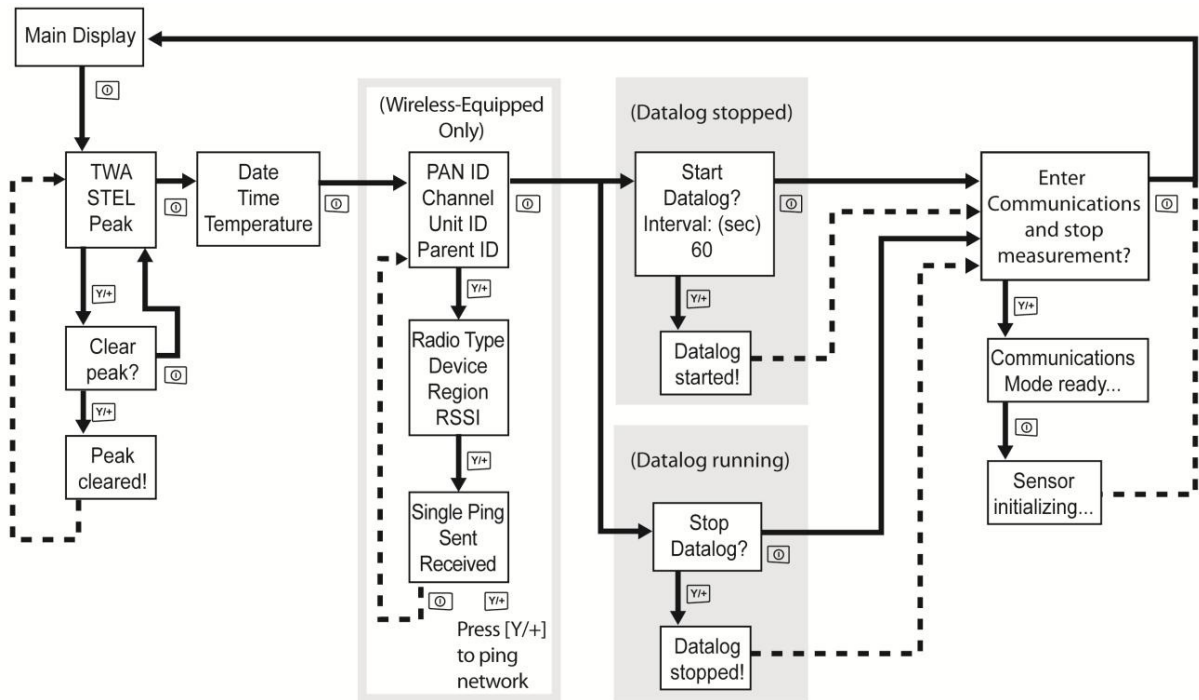 Main Display
TWA
STEL
Peak
Y/+
Clear
peak?
Y/+
Peak
cleared!
Date
Time
Temperature
(Wireless-Equipped
Only)
PAN ID
Channel
Unit ID
Parent ID
Y/+
Radio Type
Device
Region
RSSI
Y/+
Single Ping
Sent
Received
Y/+
Press [Y/+]
to ping
network
(Datalog stopped)
Start
Datalog?
Interval: (sec)
60
Y/+
Datalog
started!
(Datalog running)
Stop
Datalog?
Y/+
Datalog
stopped!
Enter
Communications
and stop
measurement?
Y/+
Communications
Mode ready...
Sensor
initializing...